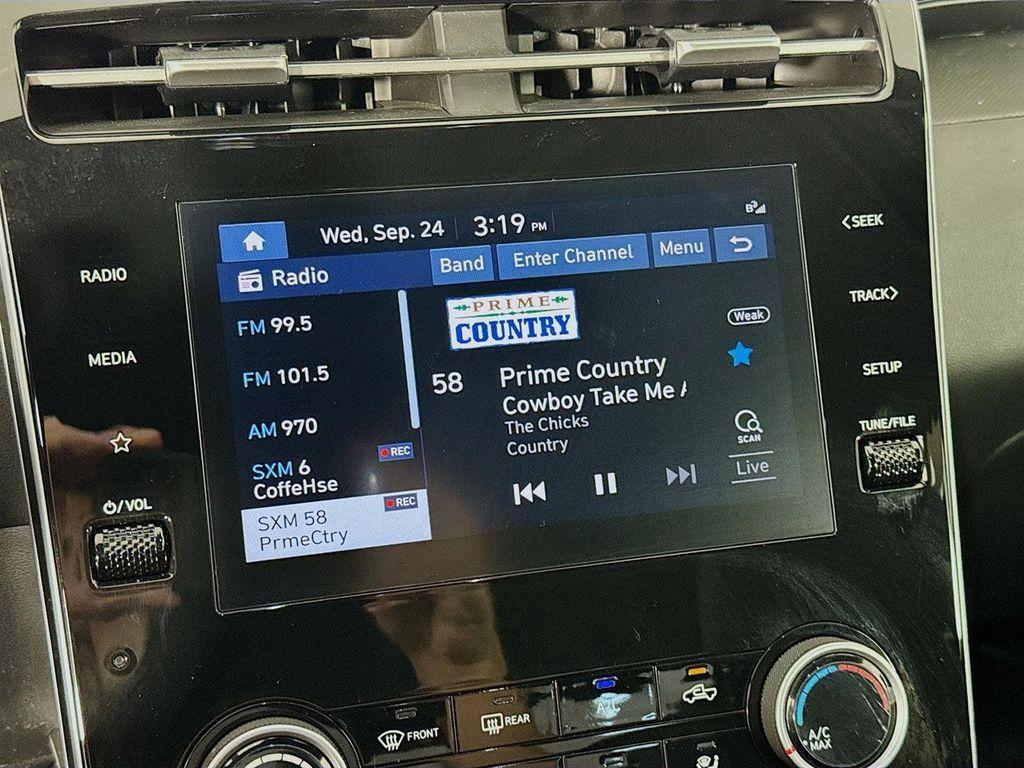 Wed, Sep. 24 3:19 PM
Radio Band Enter Channel Menu
FM 99.5
FM 101.5
AM 970
SXM 6 REC
CoffeHse
SXM 58 REC
PrmeCtry
PRIME
COUNTRY
58 Prime Country
Cowboy Take Me
The Chicks
Country
Weak
SCAN
Live
RADIO
MEDIA
VOL
SEEK
TRACK
SETUP
TUNE/FILE
FRONT
REAR
A/C
A/C
MAX